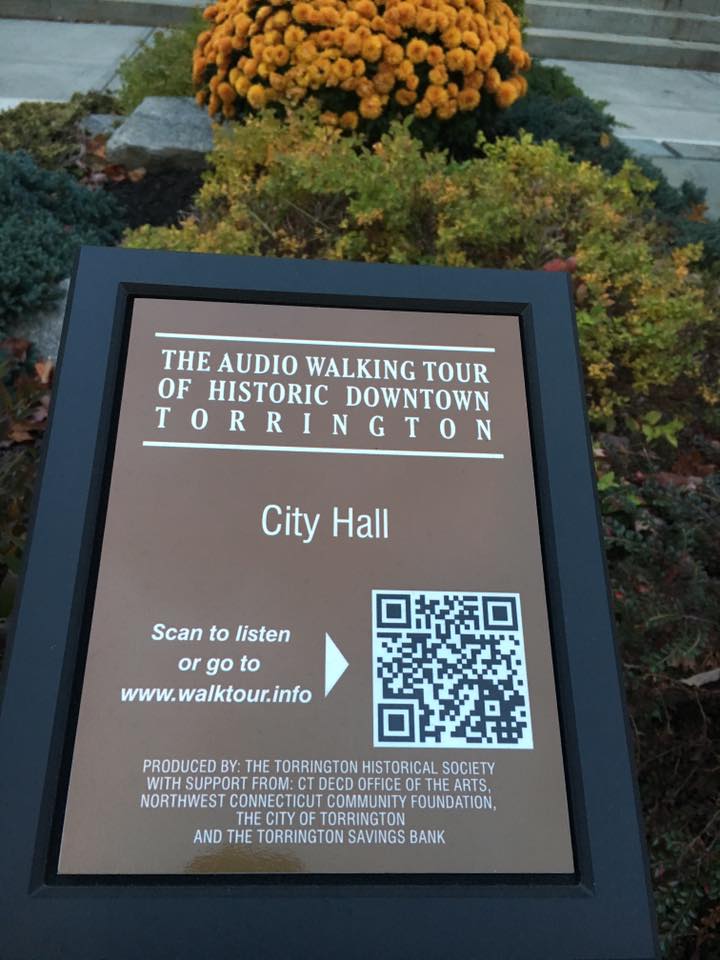 THE AUDIO WALKING TOUR
OF HISTORIC DOWNTOWN
TORRINGTON
City Hall
Scan to listen
or go to
www.walktour.info
PRODUCED BY: THE TORRINGTON HISTORICAL SOCIETY
WITH SUPPORT FROM: CT DECD OFFICE OF THE ARTS,
NORTHWEST CONNECTICUT COMMUNITY FOUNDATION,
THE CITY OF TORRINGTON
AND THE TORRINGTON SAVINGS BANK